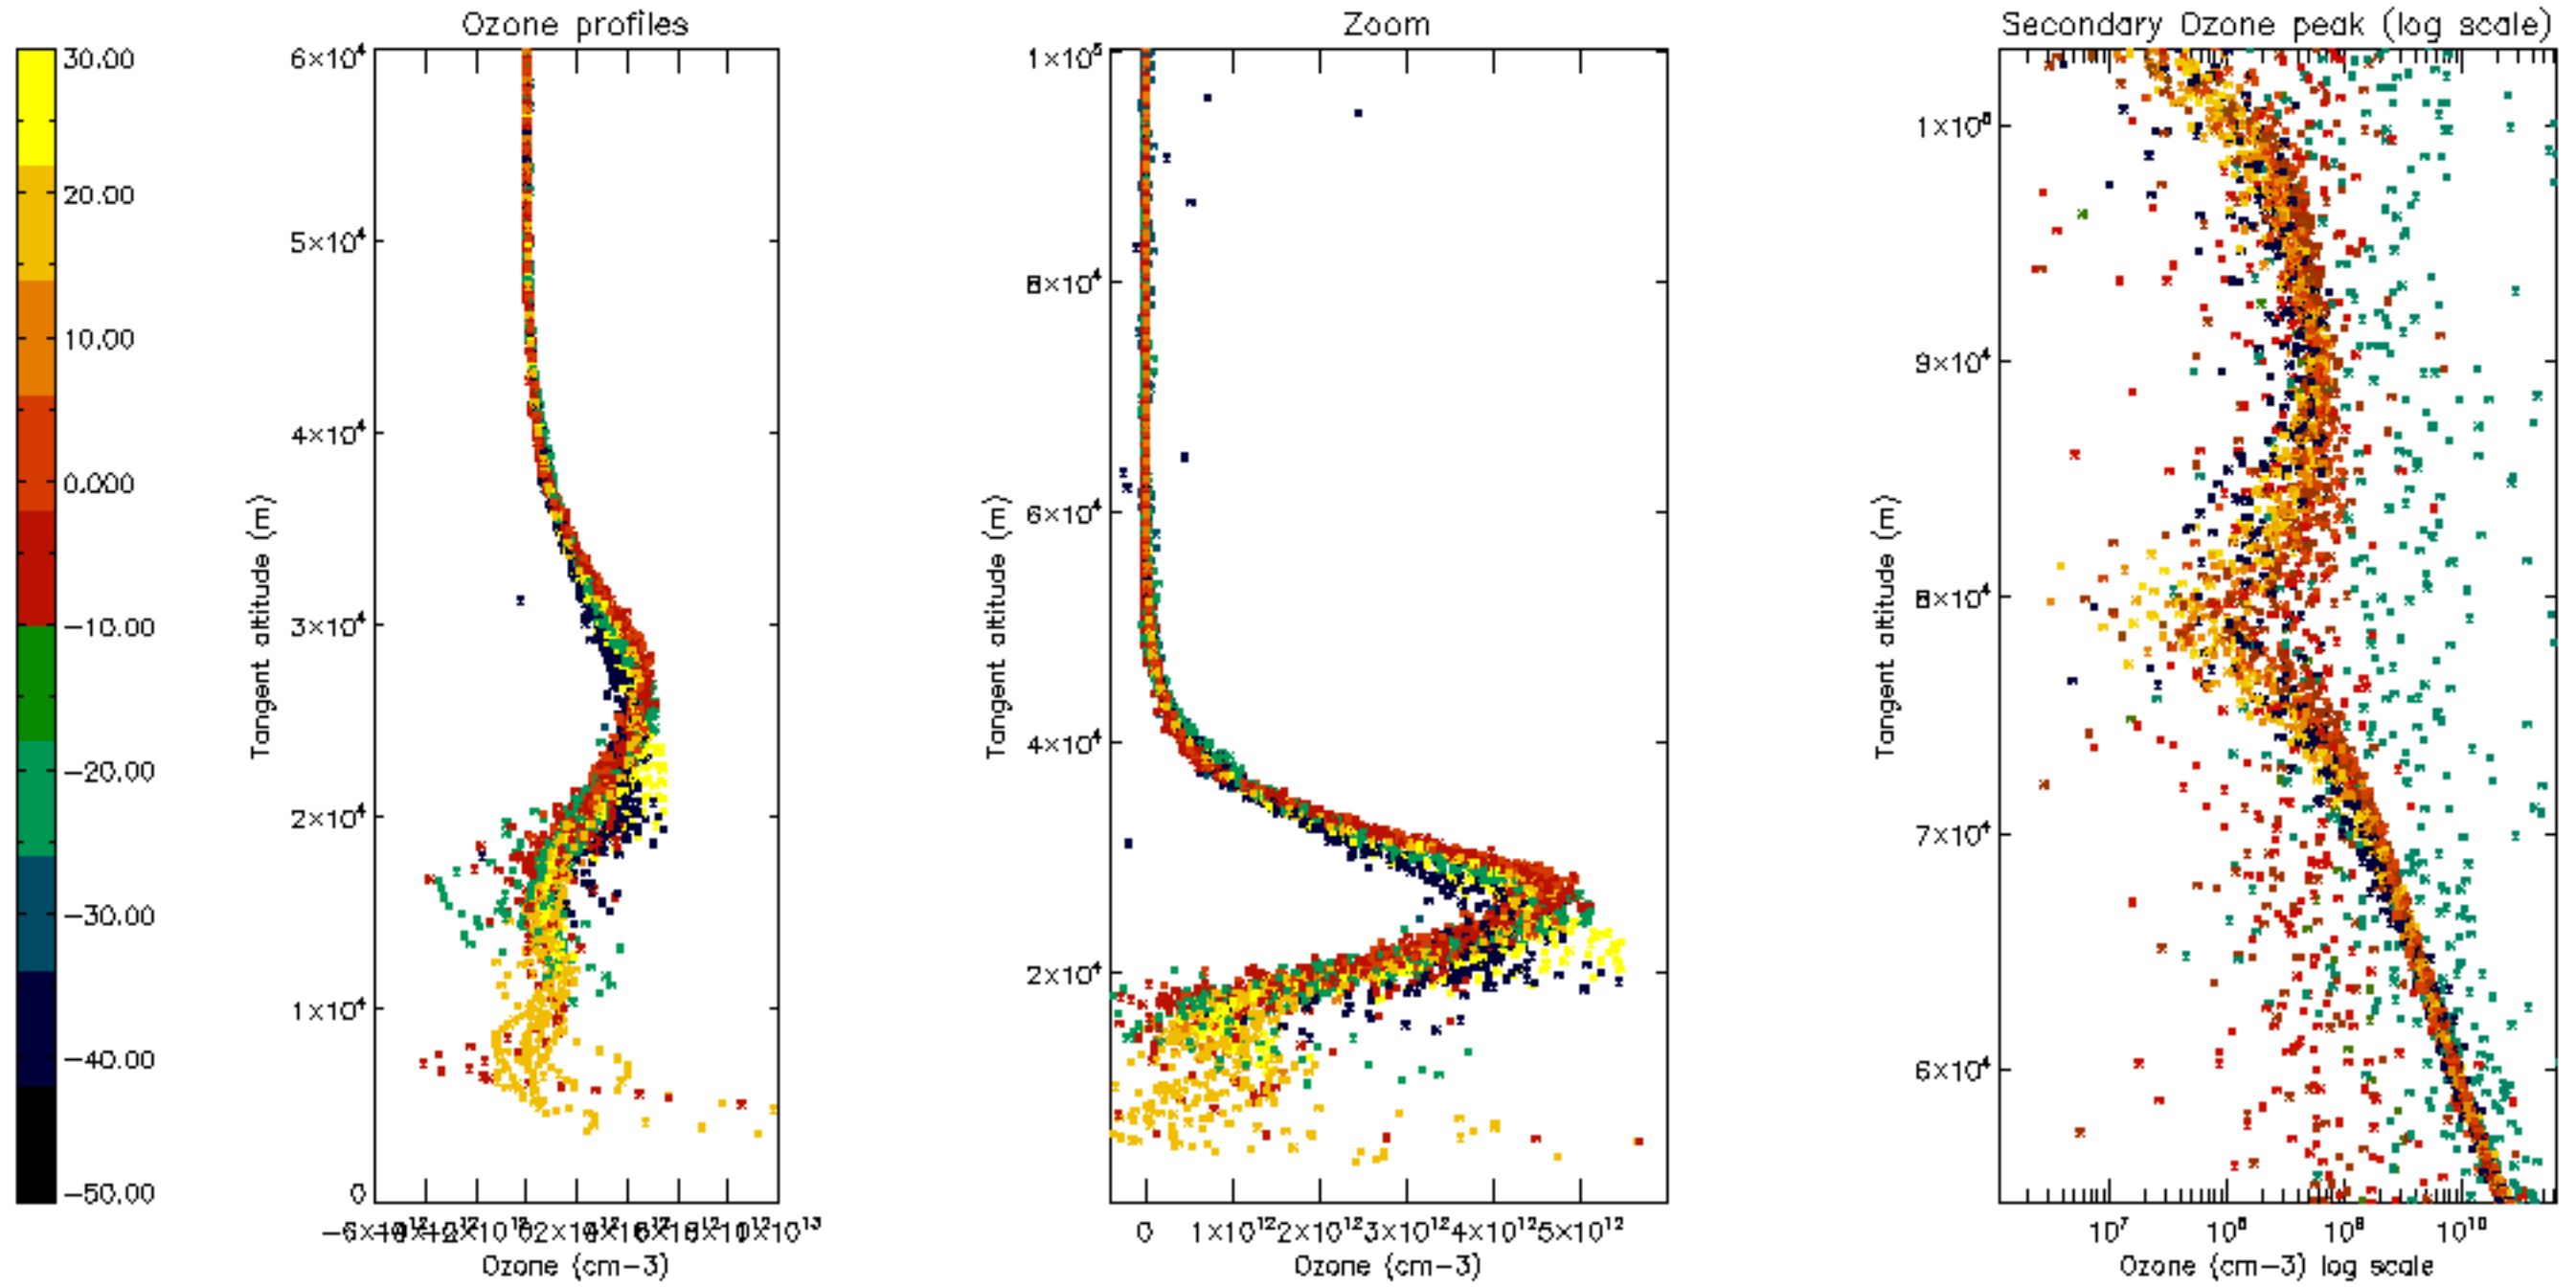 Ozone profiles
Zoom
Secondary Ozone peak (log scale)
30.00
20.00
10.00
0.000
−10.00
−20.00
−30.00
−40.00
−50.00
6×10⁴
5×10⁴
4×10⁴
3×10⁴
2×10⁴
1×10⁴
0
Tangent altitude (m)
Ozone (cm−3)
1×10⁵
8×10⁴
6×10⁴
4×10⁴
2×10⁴
Tangent altitude (m)
0 1×10¹² 2×10¹² 3×10¹² 4×10¹² 5×10¹²
Ozone (cm−3)
1×10⁵
9×10⁴
8×10⁴
7×10⁴
6×10⁴
Tangent altitude (m)
10⁷ 10⁸ 10⁹ 10¹⁰
Ozone (cm−3) log scale